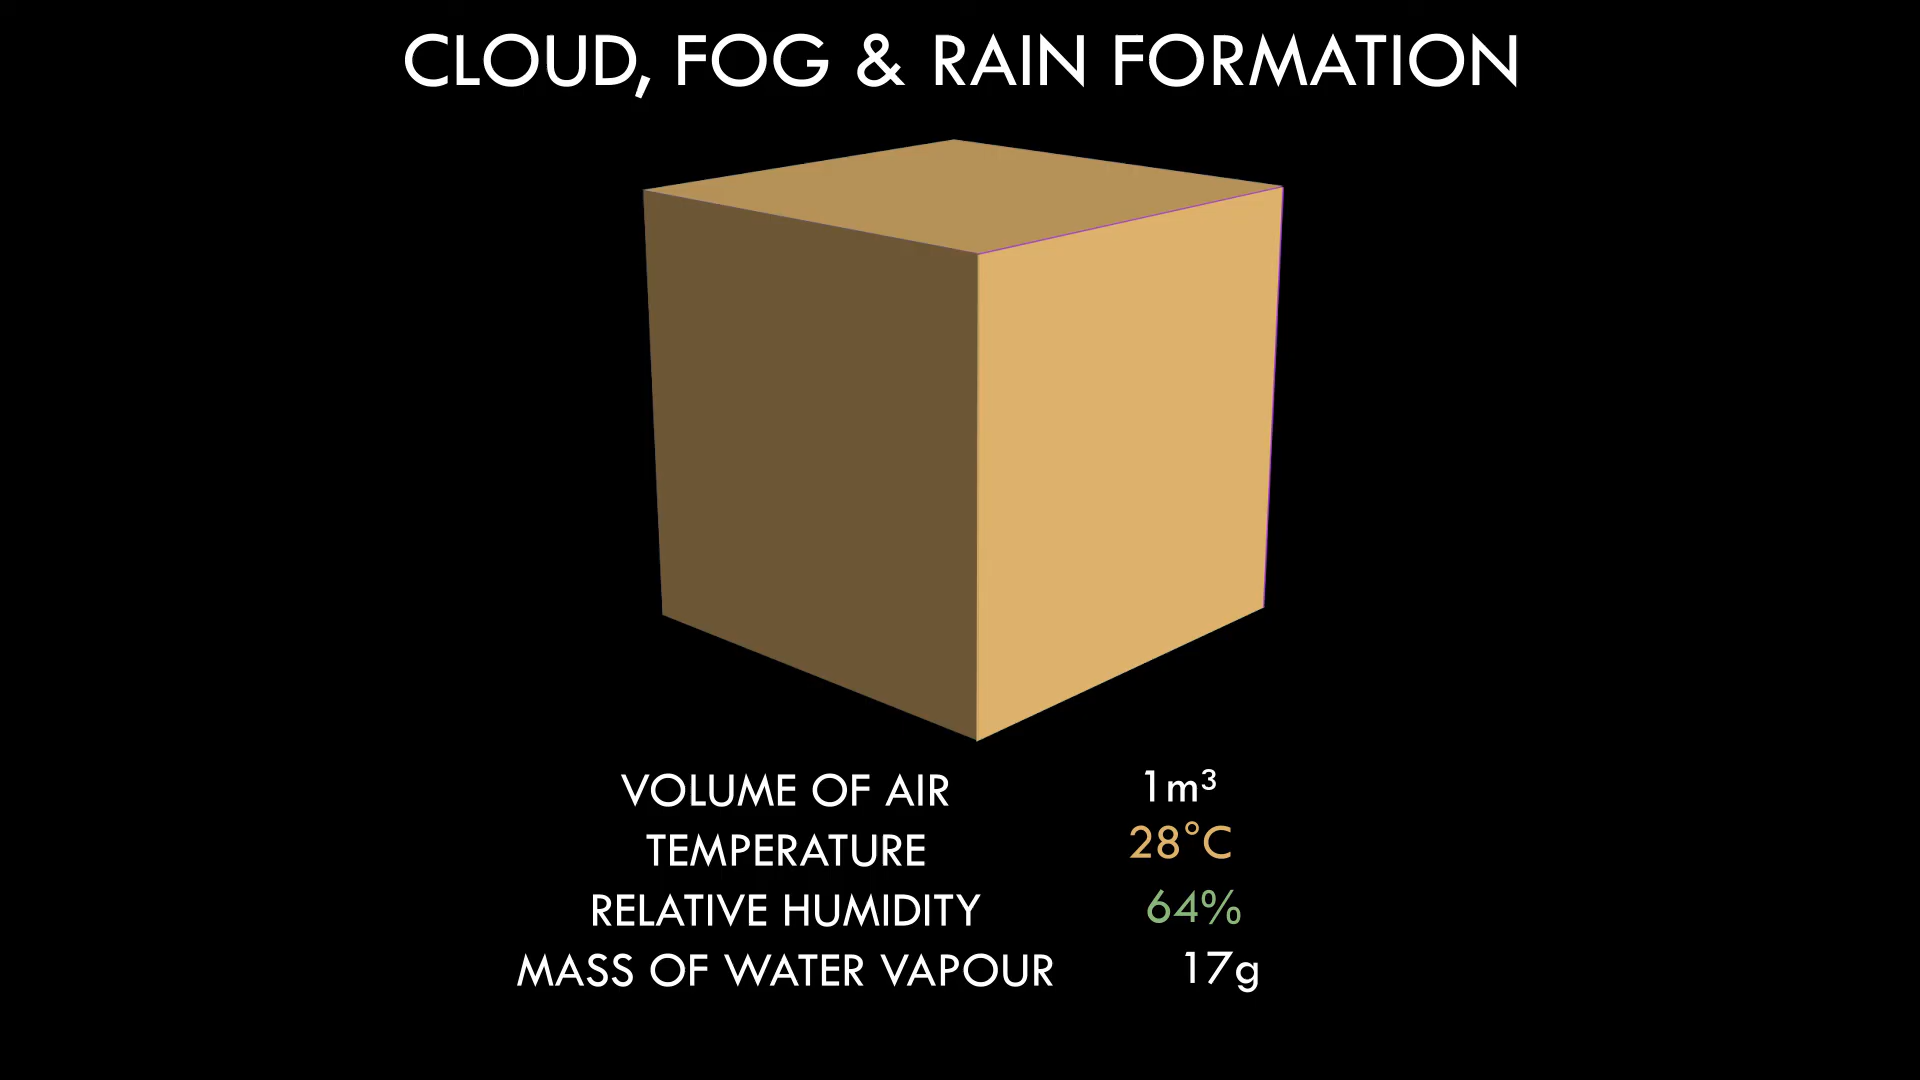 CLOUD, FOG & RAIN FORMATION
VOLUME OF AIR 1m³
TEMPERATURE 28°C
RELATIVE HUMIDITY 64%
MASS OF WATER VAPOUR 17g